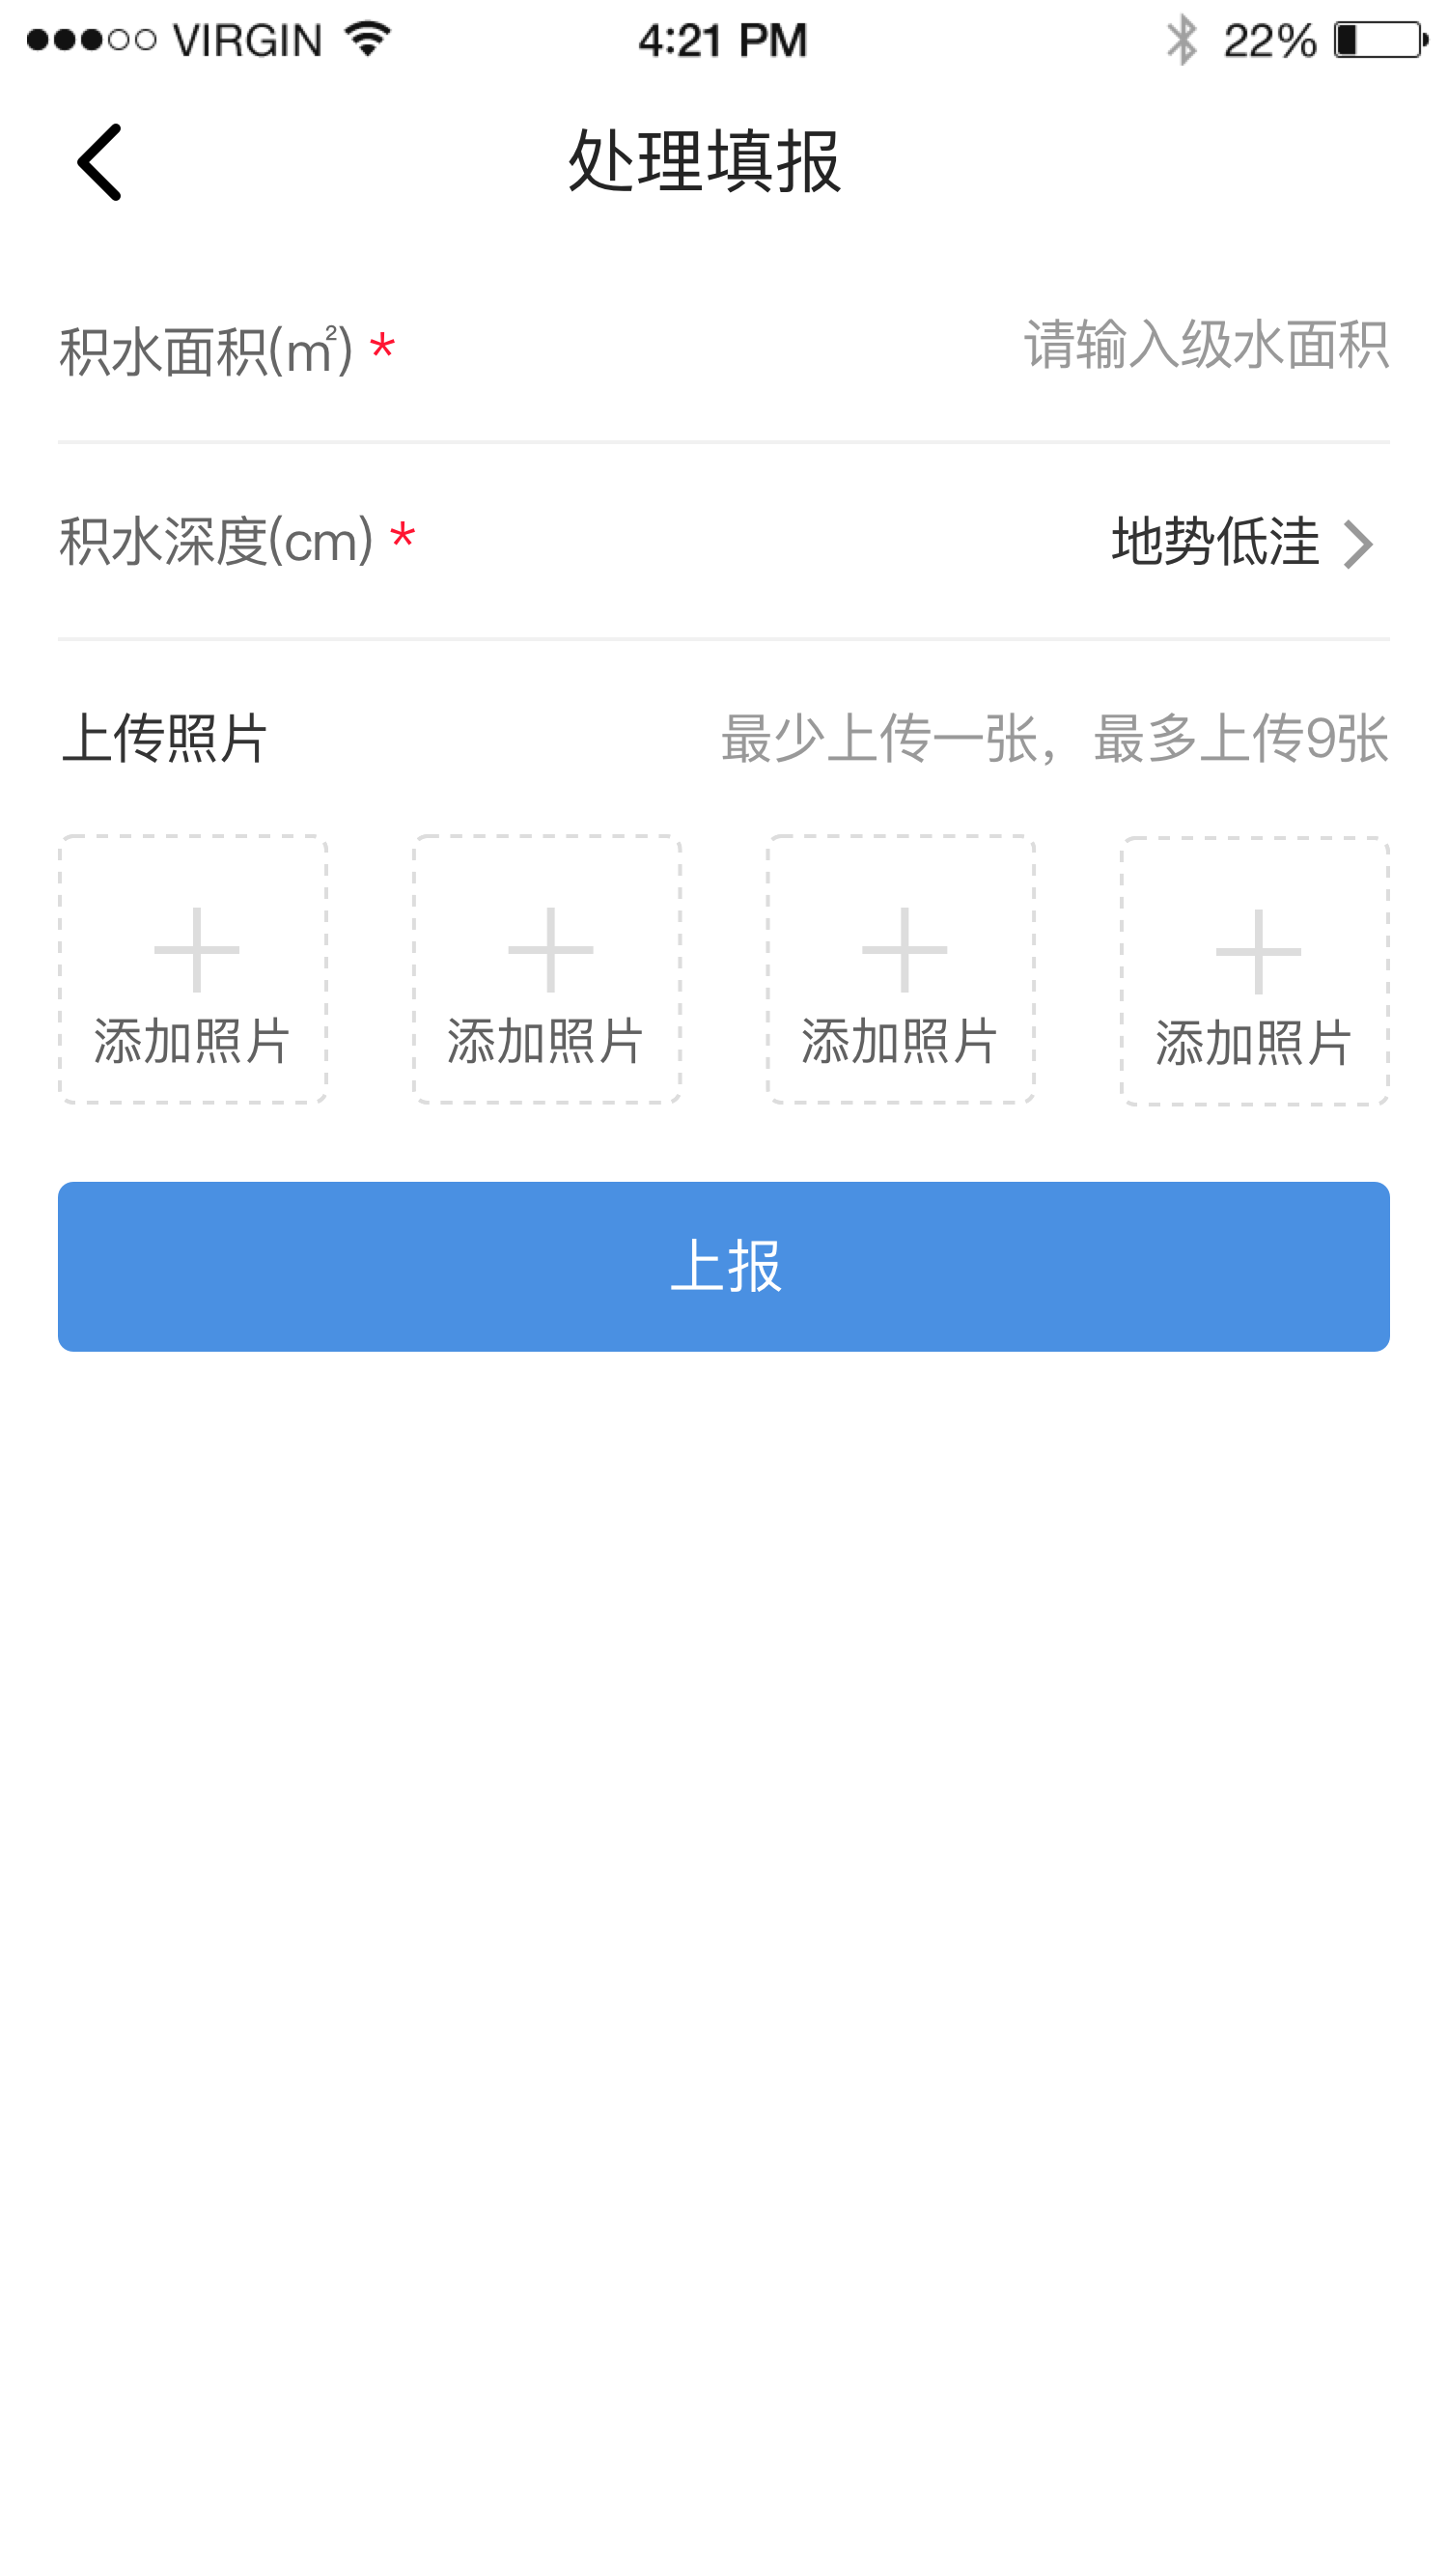 VIRGIN 4:21 PM 22%
处理填报
积水面积(㎡) * 请输入级水面积
积水深度(cm) * 地势低洼
上传照片 最少上传一张，最多上传9张
添加照片 添加照片 添加照片 添加照片
上报